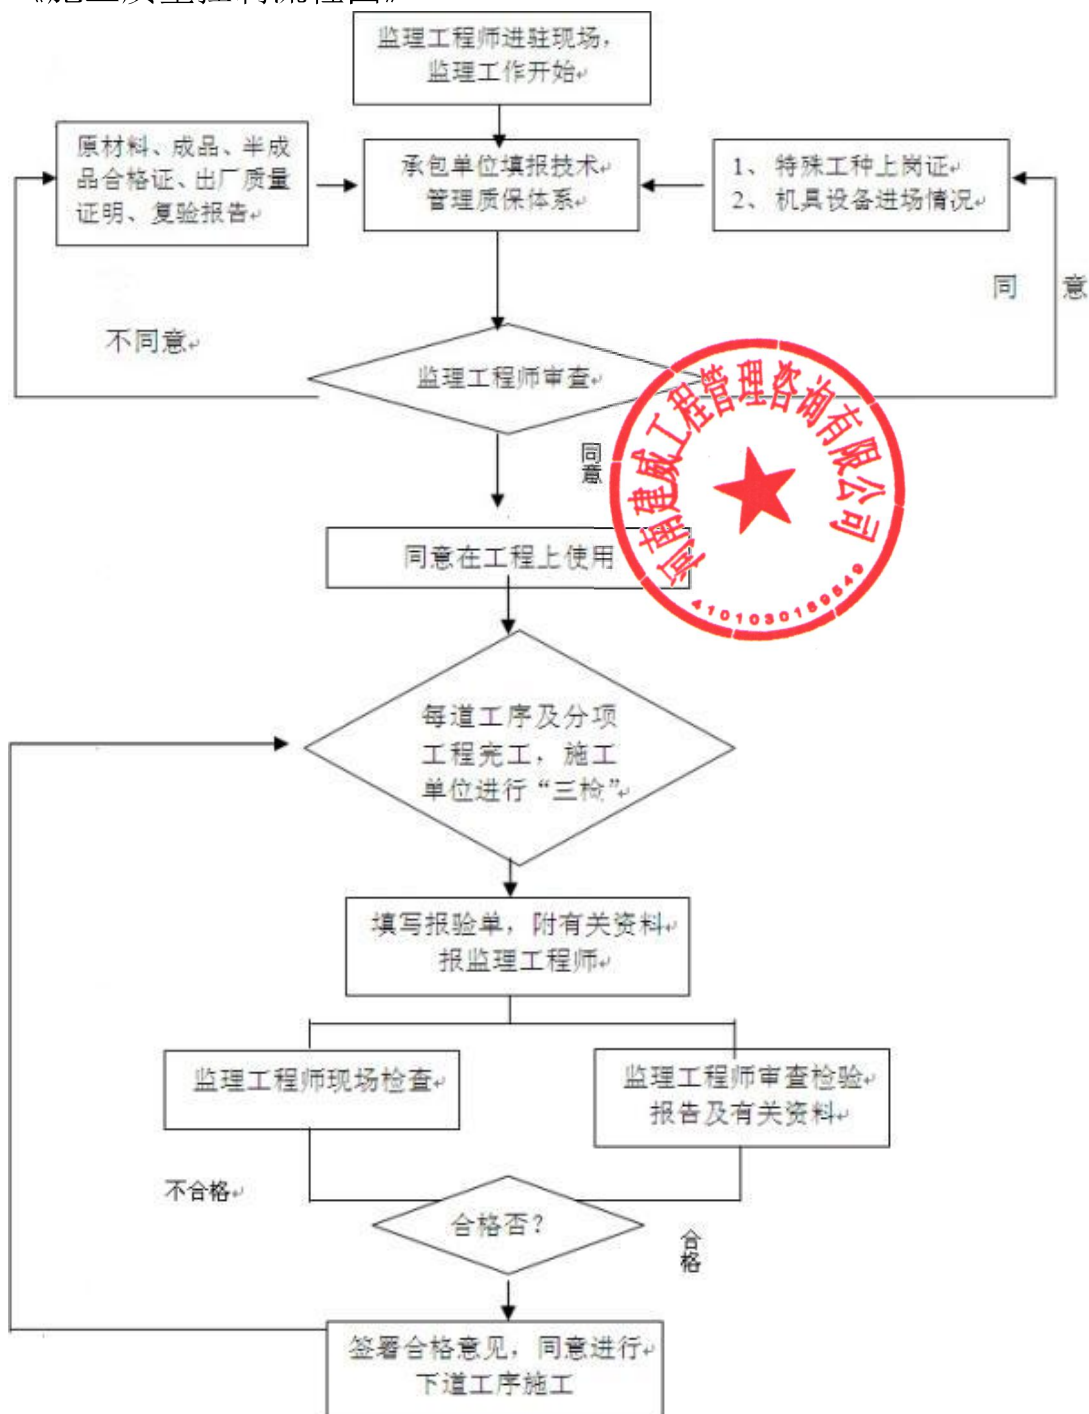 《施工质量控制流程图》
监理工程师进驻现场，
监理工作开始
原材料、成品、半成
品合格证、出厂质量
证明、复验报告
承包单位填报技术
管理质保体系
1、 特殊工种上岗证
2、 机具设备进场情况
同 意
不同意
监理工程师审查
同
意
河南建威工程管理咨询有限公司
4101030189549
同意在工程上使用
每道工序及分项
工程完工，施工
单位进行“三检”
填写报验单，附有关资料
报监理工程师
监理工程师现场检查
监理工程师审查检验
报告及有关资料
不合格
合格否？
合
格
签署合格意见，同意进行
下道工序施工